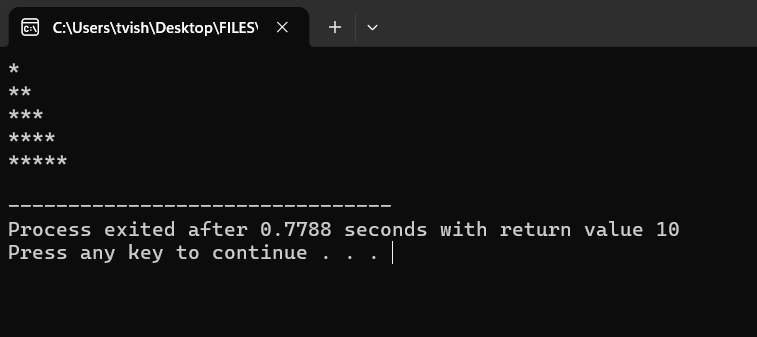 C:\Users\tvish\Desktop\FILES\
*
**
***
****
*****
--------------------------------
Process exited after 0.7788 seconds with return value 10
Press any key to continue . . .